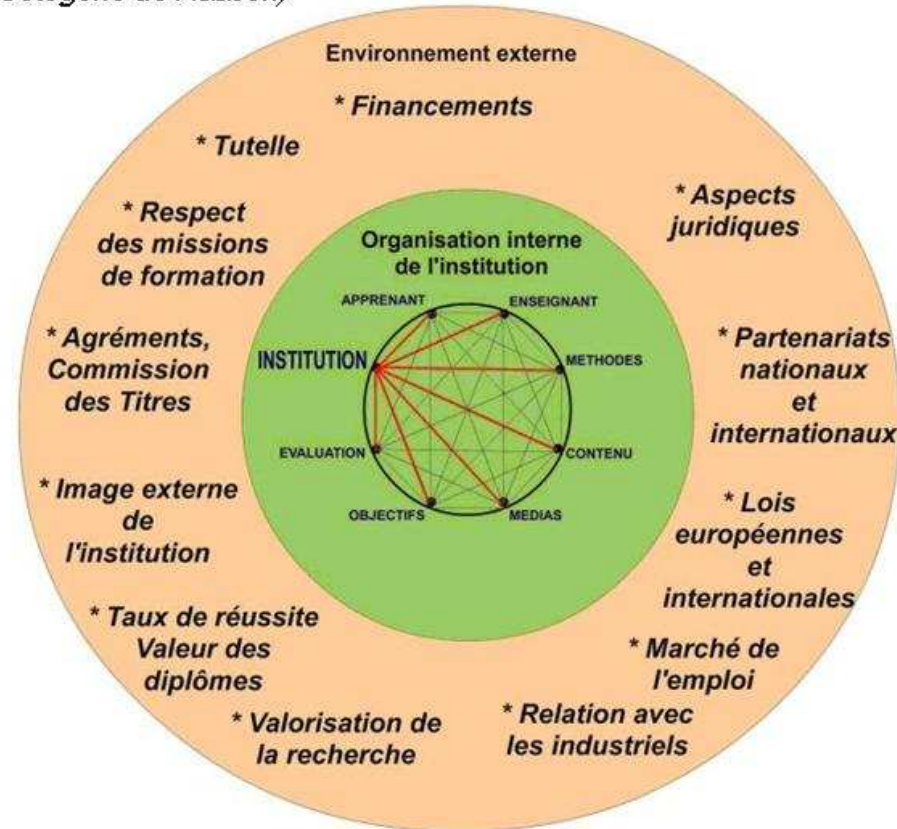 Environnement externe
* Financements
* Tutelle
* Respect
des missions
de formation
* Agréments,
Commission
des Titres
* Image externe
de
l'institution
* Taux de réussite
Valeur des
diplômes
* Valorisation de
la recherche
* Aspects
juridiques
* Partenariats
nationaux
et
internationaux
* Lois
européennes
et
internationales
* Marché de
l'emploi
* Relation avec
les industriels
Organisation interne
de l'institution
APPRENANT
ENSEIGNANT
INSTITUTION
METHODES
EVALUATION
CONTENU
OBJECTIFS
MEDIAS